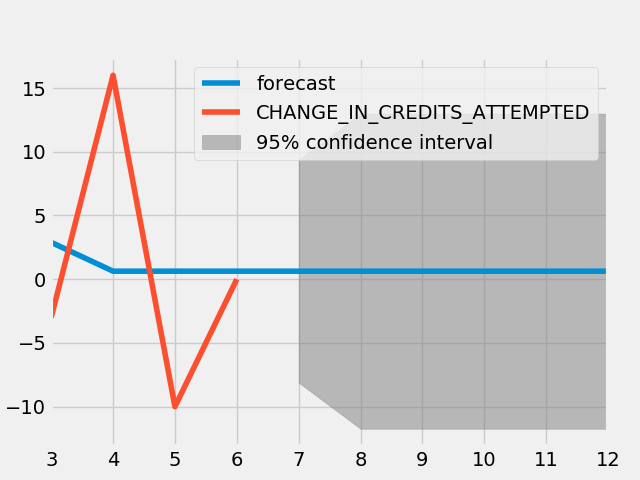 forecast
CHANGE_IN_CREDITS_ATTEMPTED
95% confidence interval
15
10
5
0
−5
−10
3 4 5 6 7 8 9 10 11 12